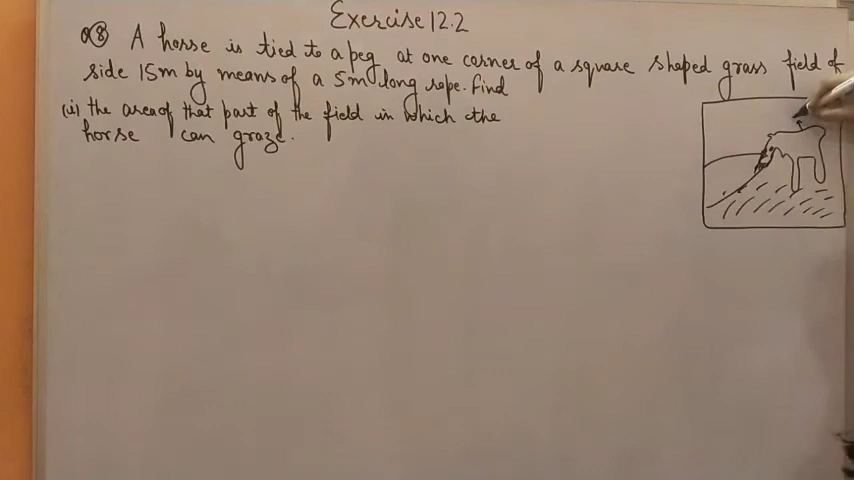 Exercise 12.2
Q8 A horse is tied to a peg at one corner of a square shaped grass field of
side 15m by means of a 5m long rope. Find
(i) the area of that part of the field in which the
horse can graze.